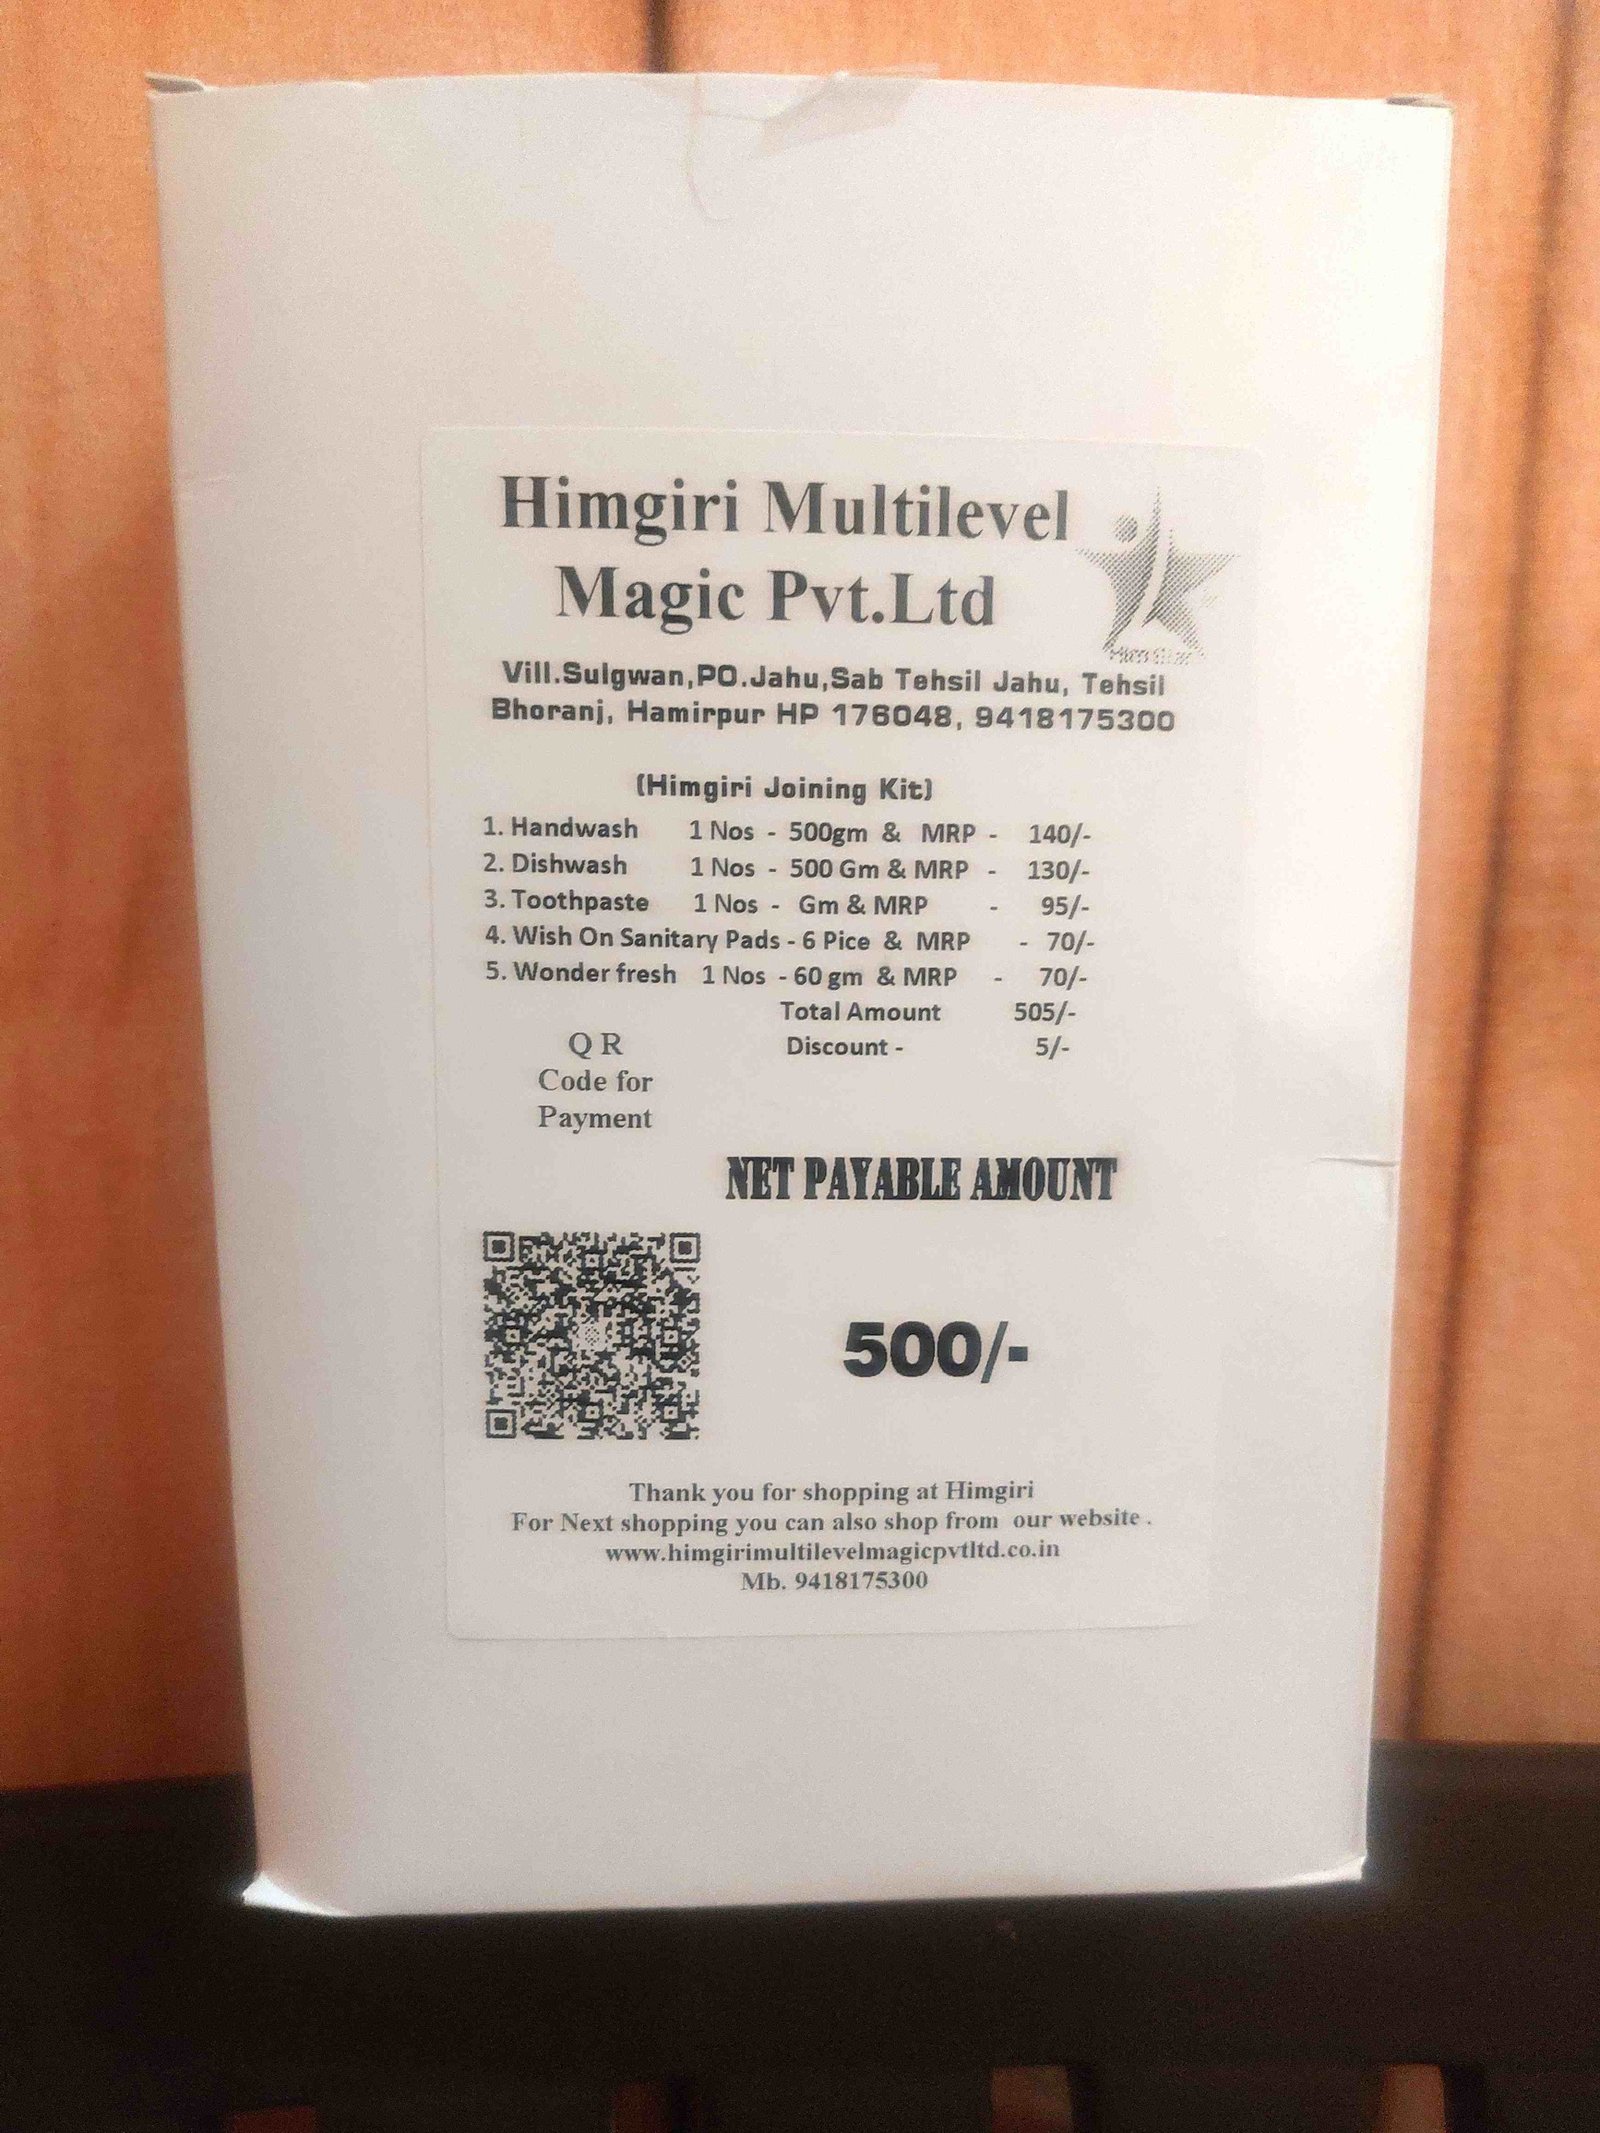 Himgiri Multilevel
Magic Pvt.Ltd
Vill.Sulgwan,PO.Jahu,Sab Tehsil Jahu, Tehsil
Bhoranj, Hamirpur HP 176048, 9418175300
(Himgiri Joining Kit)
1. Handwash 1 Nos - 500gm & MRP - 140/-
2. Dishwash 1 Nos - 500 Gm & MRP - 130/-
3. Toothpaste 1 Nos - Gm & MRP - 95/-
4. Wish On Sanitary Pads - 6 Pice & MRP - 70/-
5. Wonder fresh 1 Nos - 60 gm & MRP - 70/-
Total Amount 505/-
Discount - 5/-
Q R
Code for
Payment
NET PAYABLE AMOUNT
500/-
Thank you for shopping at Himgiri
For Next shopping you can also shop from our website .
www.himgirimultilevelmagicpvtltd.co.in
Mb. 9418175300